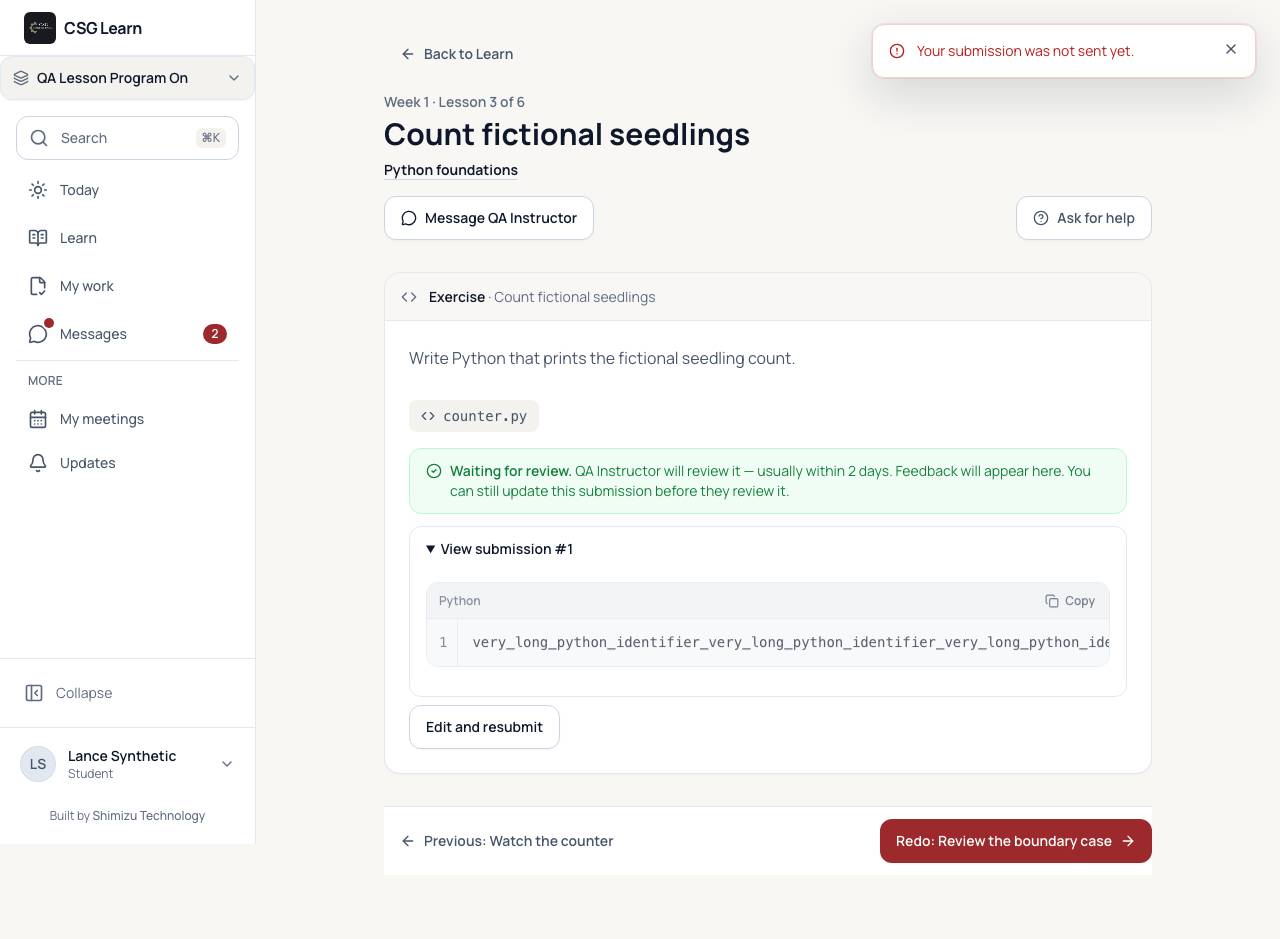 CSG Learn
QA Lesson Program On
Search ⌘K
Today
Learn
My work
Messages 2
MORE
My meetings
Updates
Collapse
LS
Lance Synthetic
Student
Built by Shimizu Technology
Back to Learn
Your submission was not sent yet.
Week 1 · Lesson 3 of 6
Count fictional seedlings
Python foundations
Message QA Instructor
Ask for help
Exercise · Count fictional seedlings
Write Python that prints the fictional seedling count.
counter.py
Waiting for review. QA Instructor will review it — usually within 2 days. Feedback will appear here. You
can still update this submission before they review it.
View submission #1
Python
Copy
1 very_long_python_identifier_very_long_python_identifier_very_long_python_ide
Edit and resubmit
Previous: Watch the counter
Redo: Review the boundary case